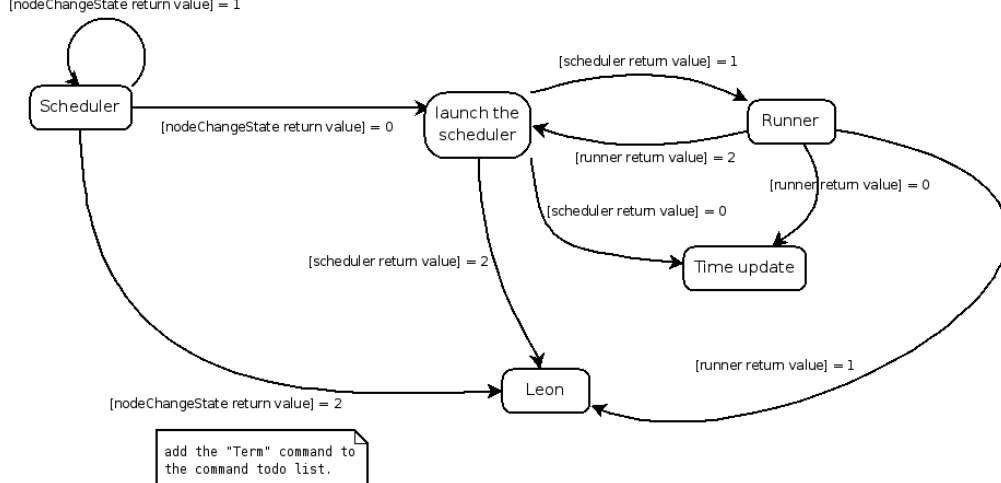 [nodeChangeState return value] = 1
Scheduler
[nodeChangeState return value] = 0
launch the
scheduler
[scheduler return value] = 1
Runner
[runner return value] = 2
[runner return value] = 0
[scheduler return value] = 0
Time update
[scheduler return value] = 2
[runner return value] = 1
Leon
[nodeChangeState return value] = 2
add the "Term" command to
the command todo list.